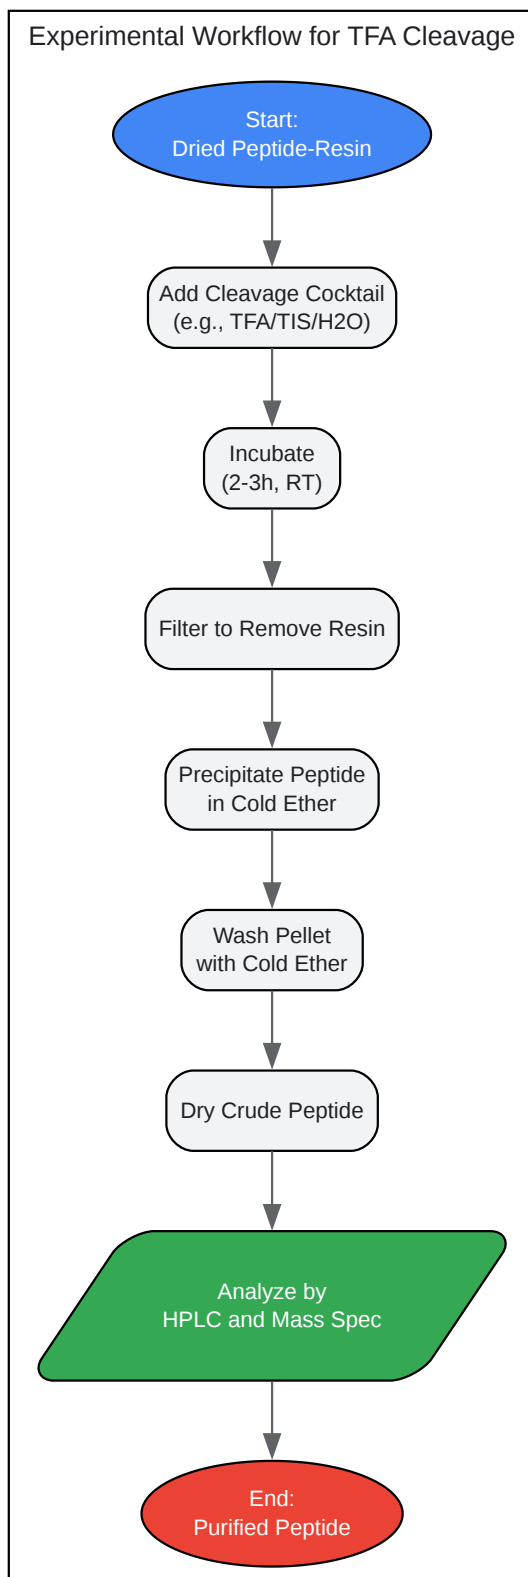 Experimental Workflow for TFA Cleavage
Start:
Dried Peptide-Resin
Add Cleavage Cocktail
(e.g., TFA/TIS/H2O)
Incubate
(2-3h, RT)
Filter to Remove Resin
Precipitate Peptide
in Cold Ether
Wash Pellet
with Cold Ether
Dry Crude Peptide
Analyze by
HPLC and Mass Spec
End:
Purified Peptide